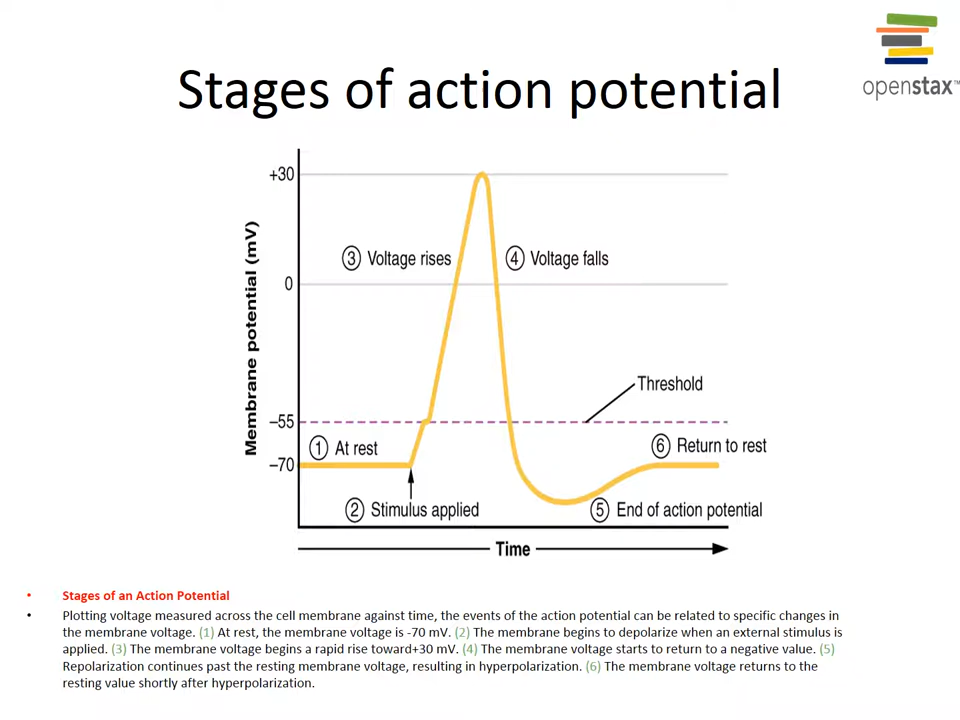 openstax™
Stages of action potential
+30
③ Voltage rises
④ Voltage falls
0
Membrane potential (mV)
Threshold
–55
① At rest
⑥ Return to rest
–70
② Stimulus applied
⑤ End of action potential
Time
• Stages of an Action Potential
• Plotting voltage measured across the cell membrane against time, the events of the action potential can be related to specific changes in
the membrane voltage. (1) At rest, the membrane voltage is -70 mV. (2) The membrane begins to depolarize when an external stimulus is
applied. (3) The membrane voltage begins a rapid rise toward+30 mV. (4) The membrane voltage starts to return to a negative value. (5)
Repolarization continues past the resting membrane voltage, resulting in hyperpolarization. (6) The membrane voltage returns to the
resting value shortly after hyperpolarization.